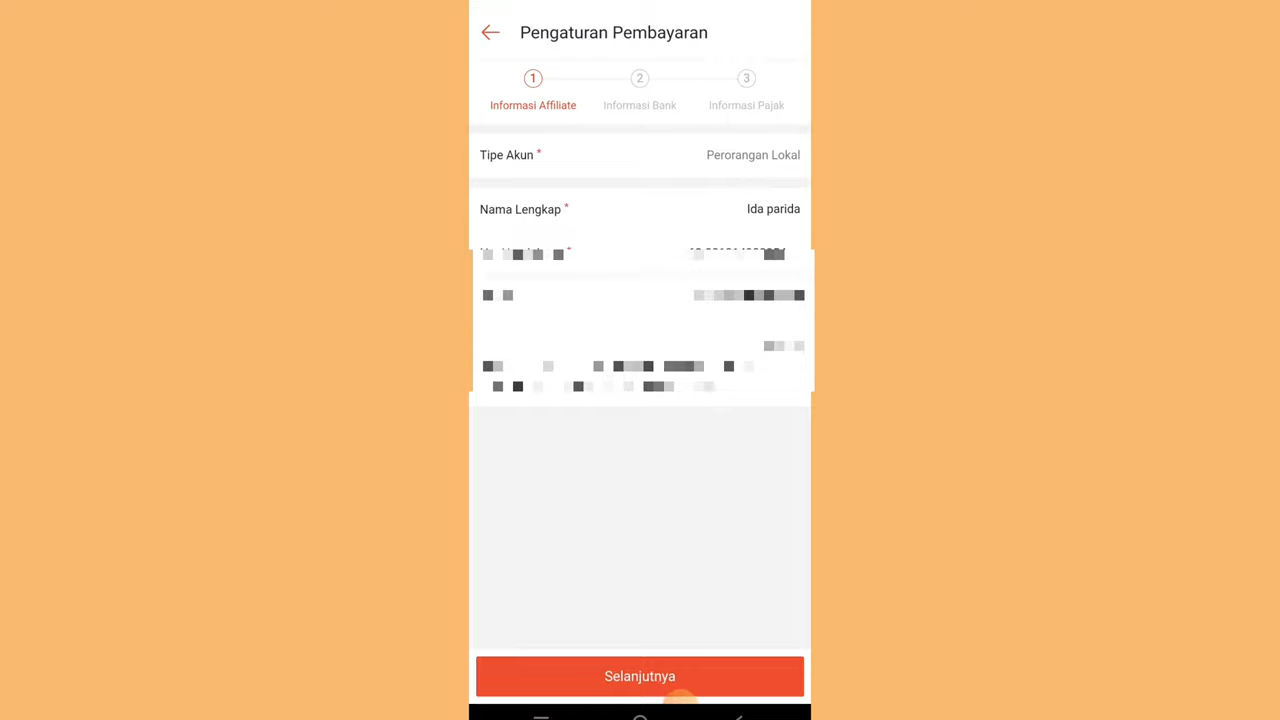 Pengaturan Pembayaran
1 2 3
Informasi Affiliate Informasi Bank Informasi Pajak
Tipe Akun * Perorangan Lokal
Nama Lengkap * Ida parida
Selanjutnya